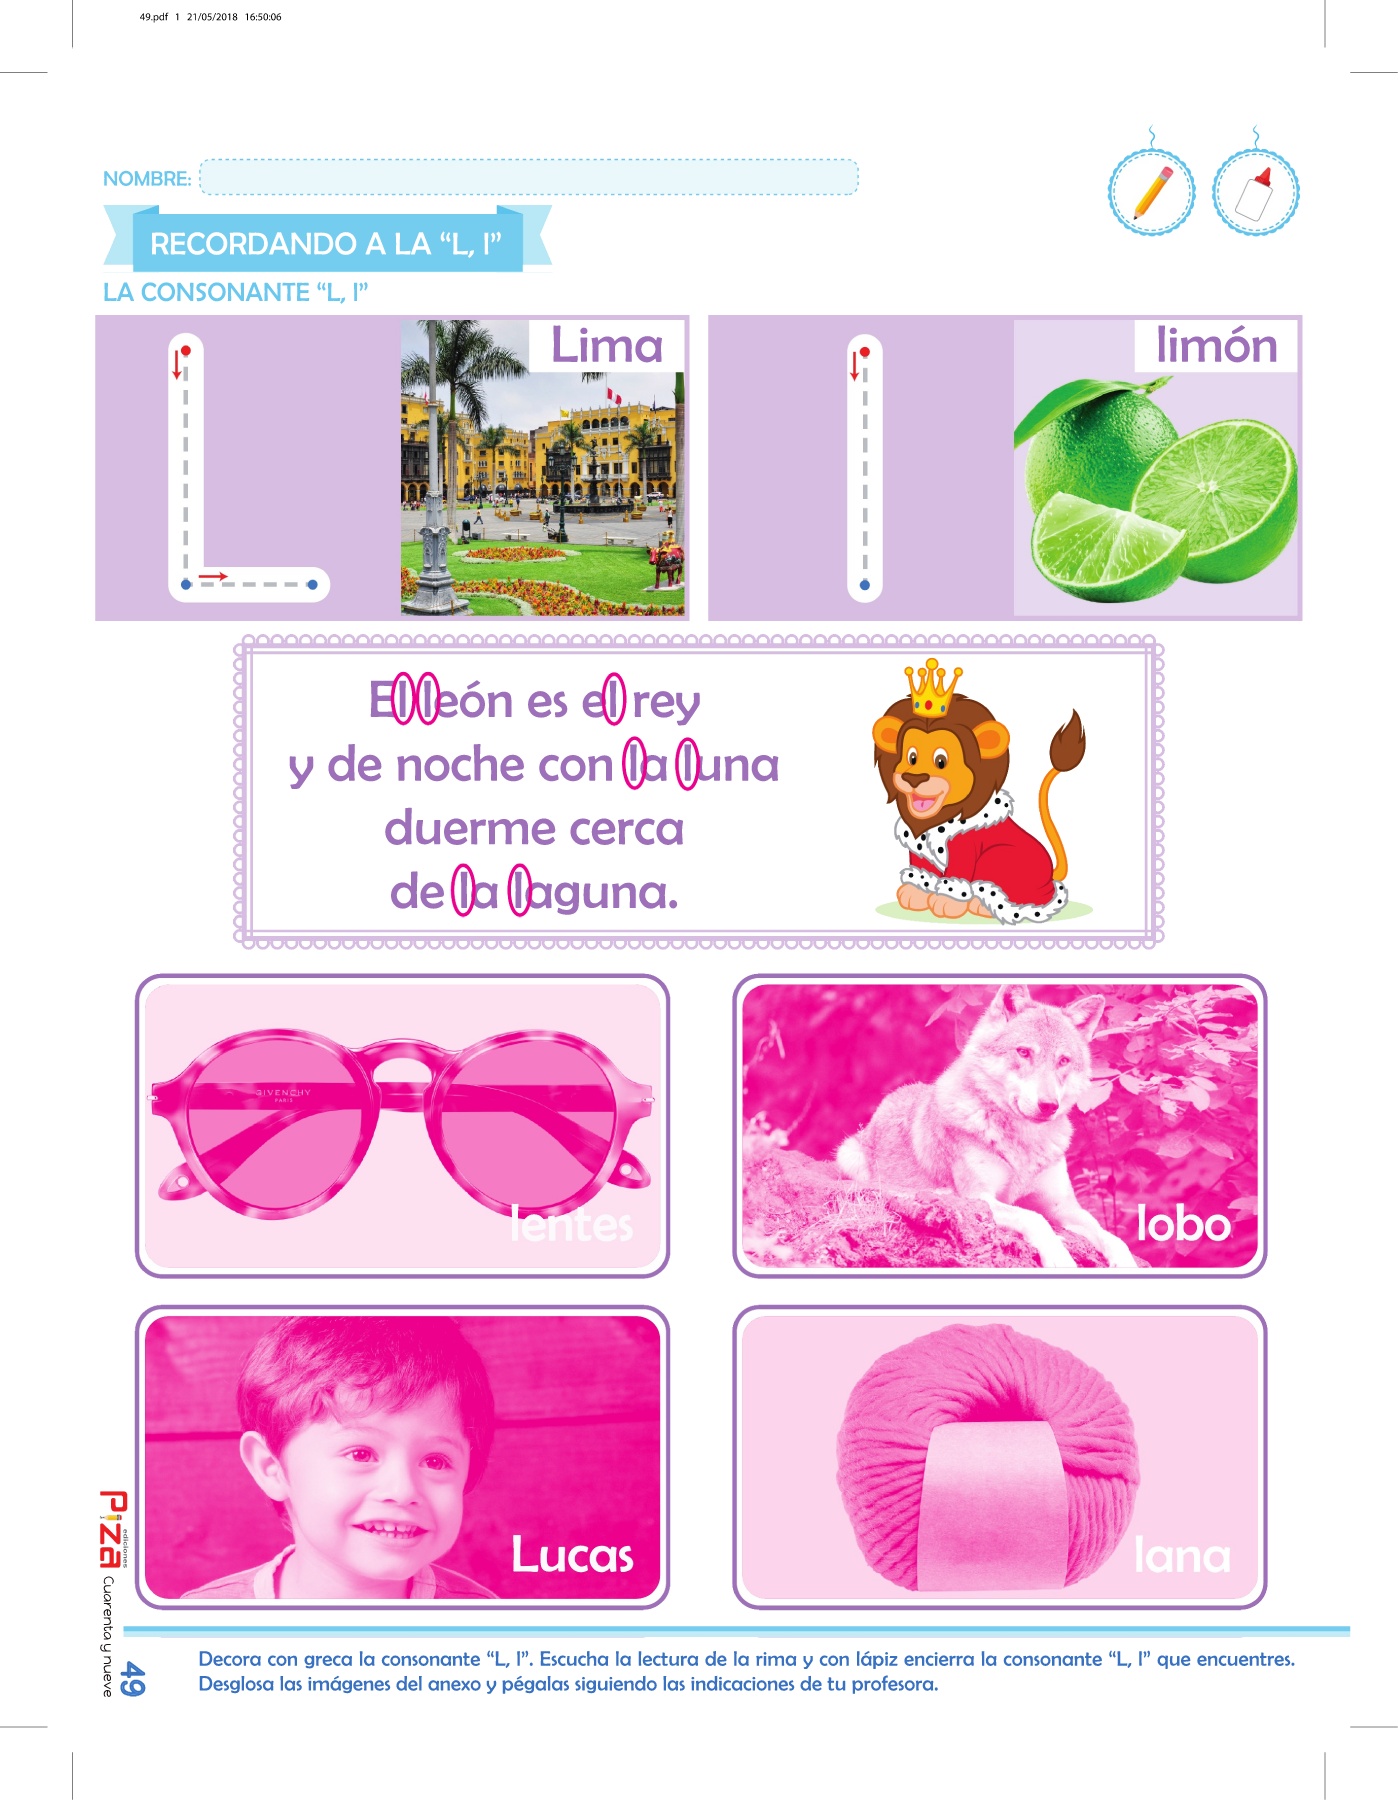 49.pdf 1 21/05/2018 16:50:06
NOMBRE:
RECORDANDO A LA “L, l”
LA CONSONANTE “L, l”
Lima
limón
El león es el rey
y de noche con la luna
duerme cerca
de la laguna.
GIVENCHY
PARIS
lentes
lobo
Lucas
lana
Piza
ediciones
Cuarenta y nueve
49
Decora con greca la consonante “L, l”. Escucha la lectura de la rima y con lápiz encierra la consonante “L, l” que encuentres.
Desglosa las imágenes del anexo y pégalas siguiendo las indicaciones de tu profesora.